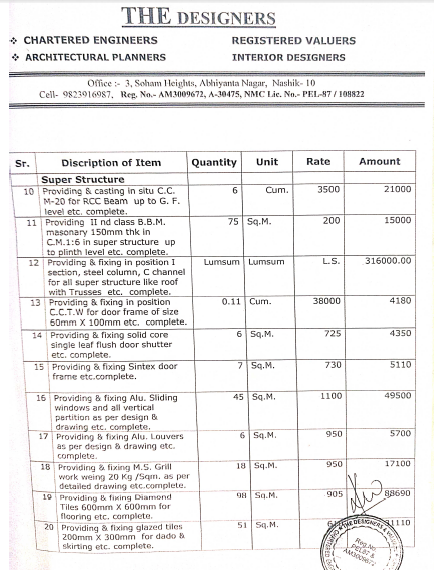 THE DESIGNERS
❖ CHARTERED ENGINEERS REGISTERED VALUERS
❖ ARCHITECTURAL PLANNERS INTERIOR DESIGNERS
Office :- 3, Soham Heights, Abhiyanta Nagar, Nashik- 10
Cell- 9823916987, Reg. No.- AM3009672, A-30475, NMC Lic. No.- PEL-87 / 108822
Sr. Discription of Item Quantity Unit Rate Amount
Super Structure
10 Providing & casting in situ C.C. 6 Cum. 3500 21000
M-20 for RCC Beam up to G. F.
level etc. complete.
11 Providing II nd class B.B.M. 75 Sq.M. 200 15000
masonary 150mm thk in
C.M.1:6 in super structure up
to plinth level etc. complete.
12 Providing & fixing in position I Lumsum Lumsum L.S. 316000.00
section, steel column, C channel
for all super structure like roof
with Trusses etc. complete.
13 Providing & fixing in position 0.11 Cum. 38000 4180
C.C.T.W for door frame of size
60mm X 100mm etc. complete.
14 Providing & fixing solid core 6 Sq.M. 725 4350
single leaf flush door shutter
etc. complete.
15 Providing & fixing Sintex door 7 Sq.M. 730 5110
frame etc.complete.
16 Providing & fixing Alu. Sliding 45 Sq.M. 1100 49500
windows and all vertical
partition as per design &
drawing etc. complete.
17 Providing & fixing Alu. Louvers 6 Sq.M. 950 5700
as per design & drawing etc.
complete.
18 Providing & fixing M.S. Grill 18 Sq.M. 950 17100
work weing 20 Kg /Sqm. as per
detailed drawing etc.complete.
19 Providing & fixing Diamond 98 Sq.M. 905 88690
Tiles 600mm X 600mm for
flooring etc. complete.
20 Providing & fixing glazed tiles 51 Sq.M.
200mm X 300mm for dado &
skirting etc. complete.
THE DESIGNERS
Reg.No.
PEL-87 &
AM3009672